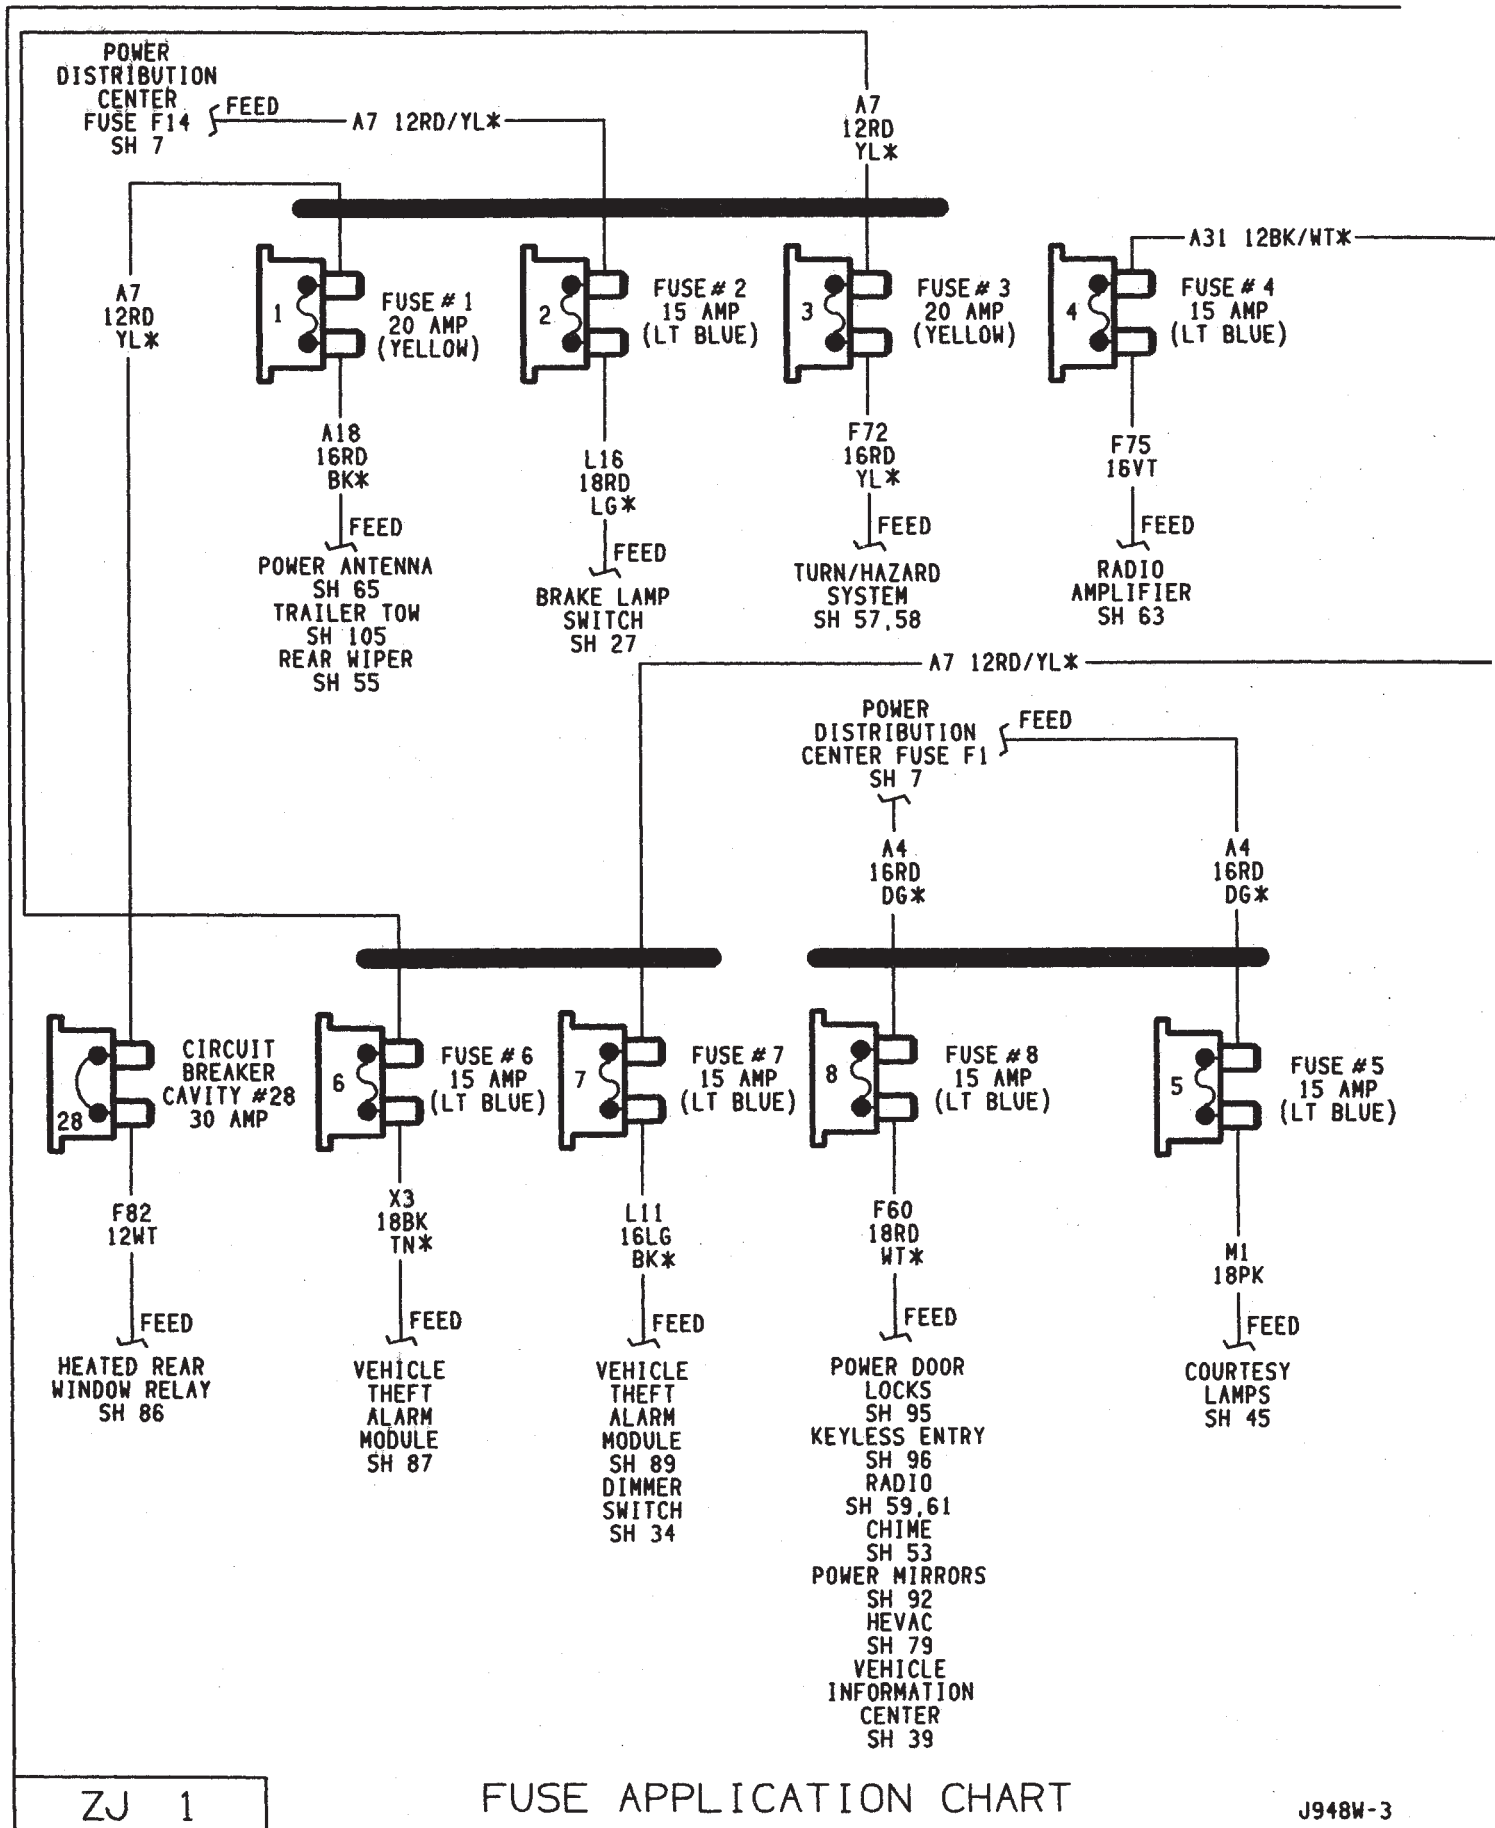 POWER
DISTRIBUTION
CENTER
FUSE F14
SH 7
FEED
A7 12RD/YL*
A7
12RD
YL*
A31 12BK/WT*
A7
12RD
YL*
1
FUSE # 1
20 AMP
(YELLOW)
2
FUSE # 2
15 AMP
(LT BLUE)
3
FUSE # 3
20 AMP
(YELLOW)
4
FUSE # 4
15 AMP
(LT BLUE)
A18
16RD
BK*
FEED
POWER ANTENNA
SH 65
TRAILER TOW
SH 105
REAR WIPER
SH 55
L16
18RD
LG*
FEED
BRAKE LAMP
SWITCH
SH 27
F72
16RD
YL*
FEED
TURN/HAZARD
SYSTEM
SH 57,58
F75
16VT
FEED
RADIO
AMPLIFIER
SH 63
A7 12RD/YL*
POWER
DISTRIBUTION
CENTER FUSE F1
SH 7
FEED
A4
16RD
DG*
A4
16RD
DG*
28
CIRCUIT
BREAKER
CAVITY #28
30 AMP
6
FUSE # 6
15 AMP
(LT BLUE)
7
FUSE # 7
15 AMP
(LT BLUE)
8
FUSE # 8
15 AMP
(LT BLUE)
5
FUSE # 5
15 AMP
(LT BLUE)
F82
12WT
FEED
HEATED REAR
WINDOW RELAY
SH 86
X3
18BK
TN*
FEED
VEHICLE
THEFT
ALARM
MODULE
SH 87
L11
16LG
BK*
FEED
VEHICLE
THEFT
ALARM
MODULE
SH 89
DIMMER
SWITCH
SH 34
F60
18RD
WT*
FEED
POWER DOOR
LOCKS
SH 95
KEYLESS ENTRY
SH 96
RADIO
SH 59,61
CHIME
SH 53
POWER MIRRORS
SH 92
HEVAC
SH 79
VEHICLE
INFORMATION
CENTER
SH 39
M1
18PK
FEED
COURTESY
LAMPS
SH 45
ZJ 1
FUSE APPLICATION CHART
J948W-3